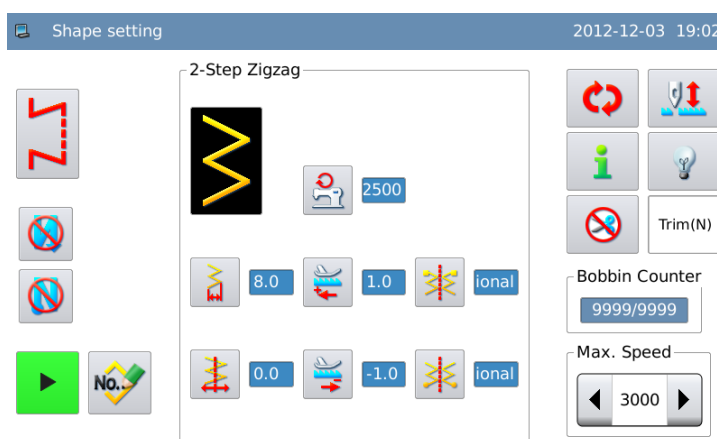 Shape setting 2012-12-03 19:02
2-Step Zigzag
2500
Trim(N)
8.0 1.0 ional
Bobbin Counter
9999/9999
Max. Speed
No.
0.0 -1.0 ional
3000